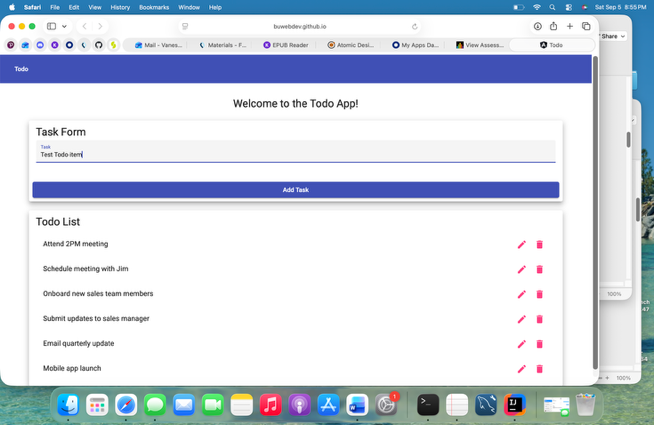 Safari File Edit View History Bookmarks Window Help Sat Sep 5 8:55 PM
buwebdev.github.io
Mail - Vanes... Materials - F... EPUB Reader Atomic Desi... My Apps Da... View Assess... Todo
Share
Todo
Welcome to the Todo App!
Task Form
Task
Test Todo item
Add Task
Todo List
Attend 2PM meeting
Schedule meeting with Jim
Onboard new sales team members
Submit updates to sales manager
Email quarterly update
Mobile app launch
100%
47
54
100%
1